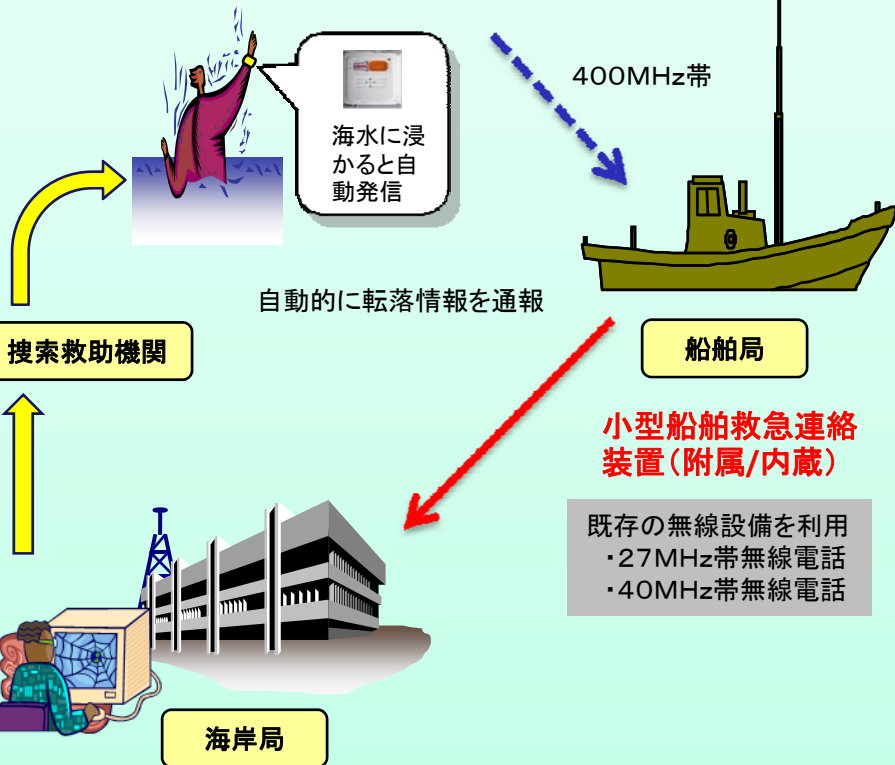 400MHz帯
海水に浸
かると自
動発信
自動的に転落情報を通報
捜索救助機関
船舶局
小型船舶救急連絡
装置(附属/内蔵)
既存の無線設備を利用
・27MHz帯無線電話
・40MHz帯無線電話
海岸局